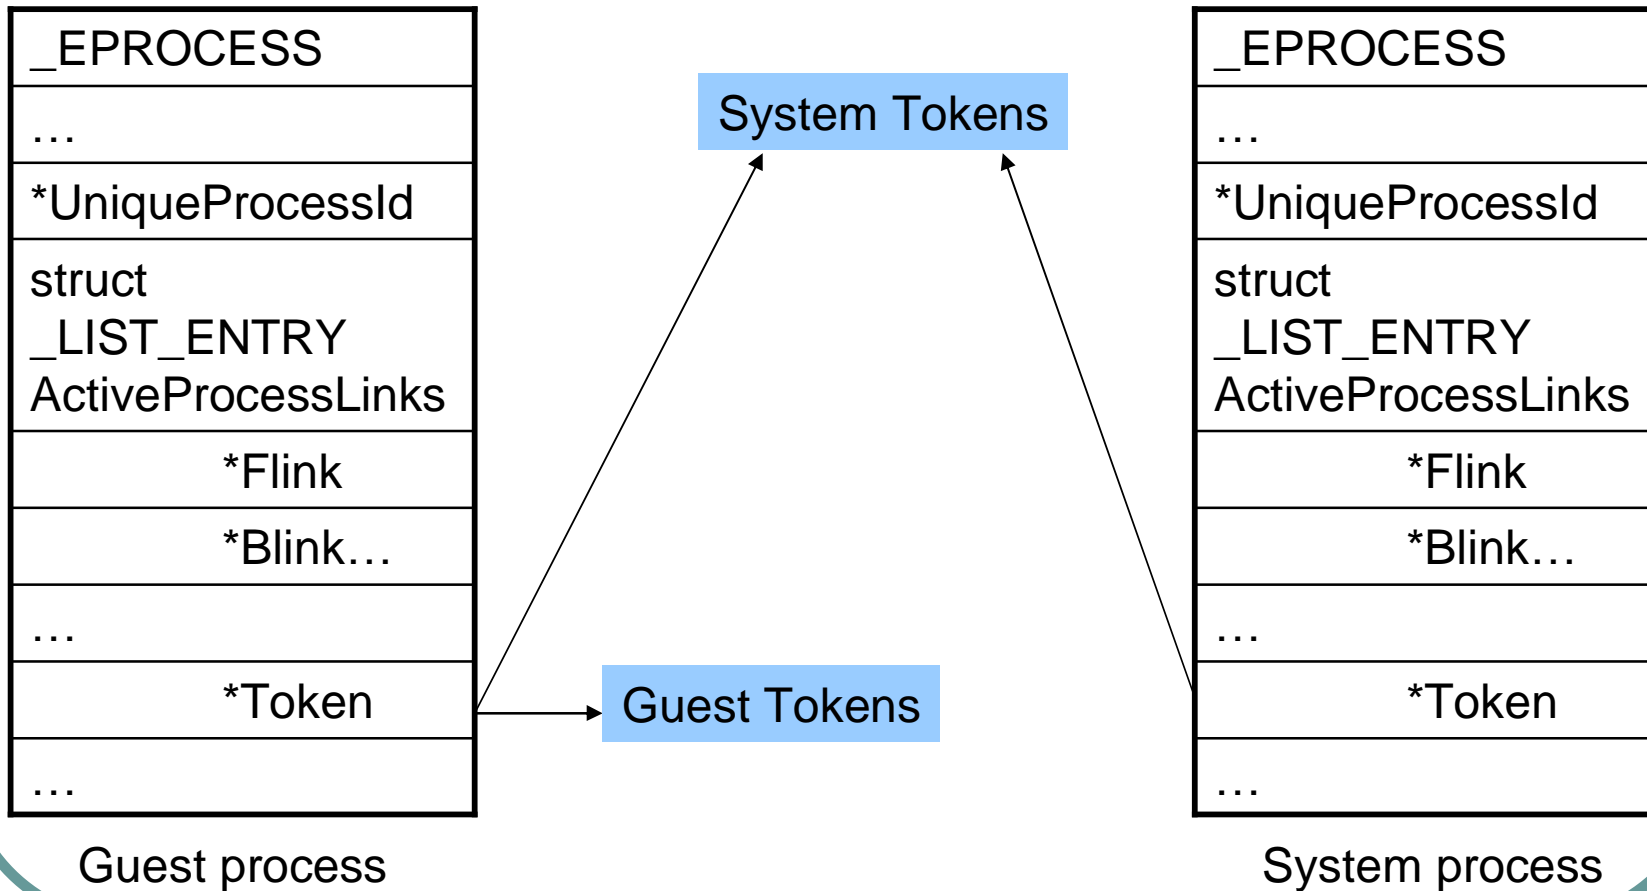 _EPROCESS
…
*UniqueProcessId
struct
_LIST_ENTRY
ActiveProcessLinks
*Flink
*Blink…
…
*Token
…
Guest process
System Tokens
Guest Tokens
_EPROCESS
…
*UniqueProcessId
struct
_LIST_ENTRY
ActiveProcessLinks
*Flink
*Blink…
…
*Token
…
System process